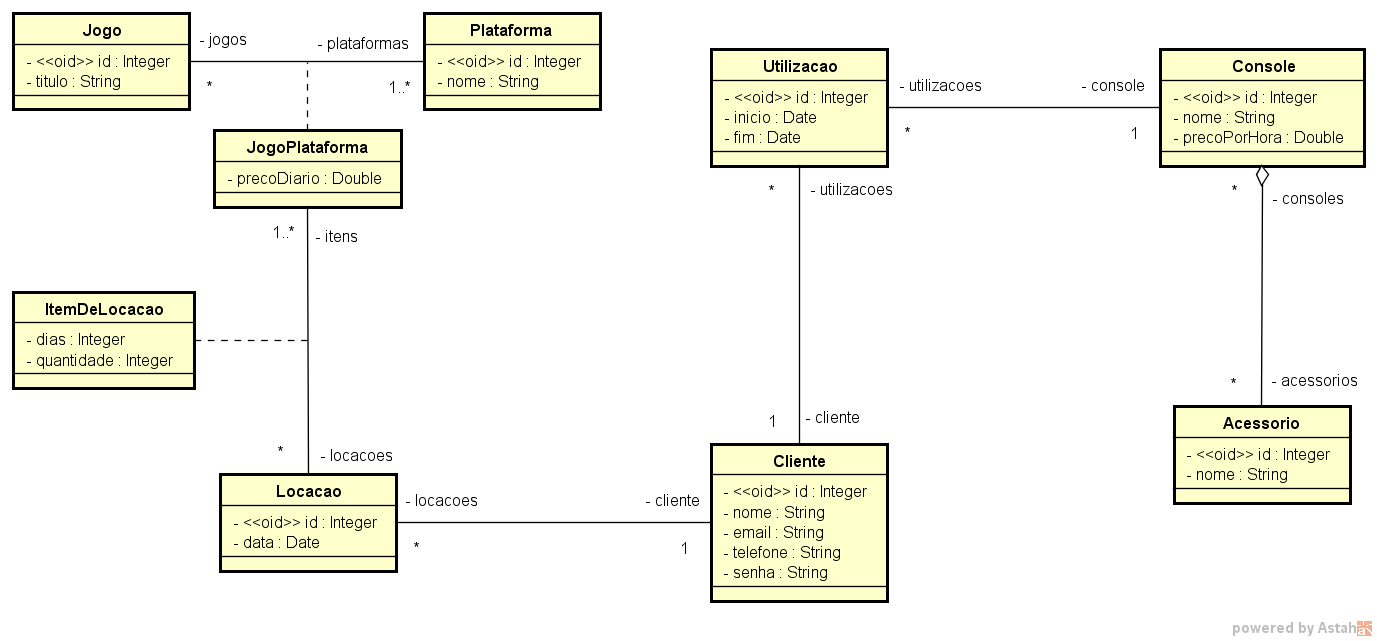 Jogo
- <<oid>> id : Integer
- titulo : String
- jogos
*
- plataformas
1..*
Plataforma
- <<oid>> id : Integer
- nome : String
JogoPlataforma
- precoDiario : Double
1..*
- itens
ItemDeLocacao
- dias : Integer
- quantidade : Integer
*
- locacoes
Locacao
- <<oid>> id : Integer
- data : Date
- locacoes
*
- cliente
1
Utilizacao
- <<oid>> id : Integer
- inicio : Date
- fim : Date
- utilizacoes
*
- console
1
Console
- <<oid>> id : Integer
- nome : String
- precoPorHora : Double
*
- utilizacoes
1
- cliente
Cliente
- <<oid>> id : Integer
- nome : String
- email : String
- telefone : String
- senha : String
*
- consoles
*
- acessorios
Acessorio
- <<oid>> id : Integer
- nome : String
powered by Astah